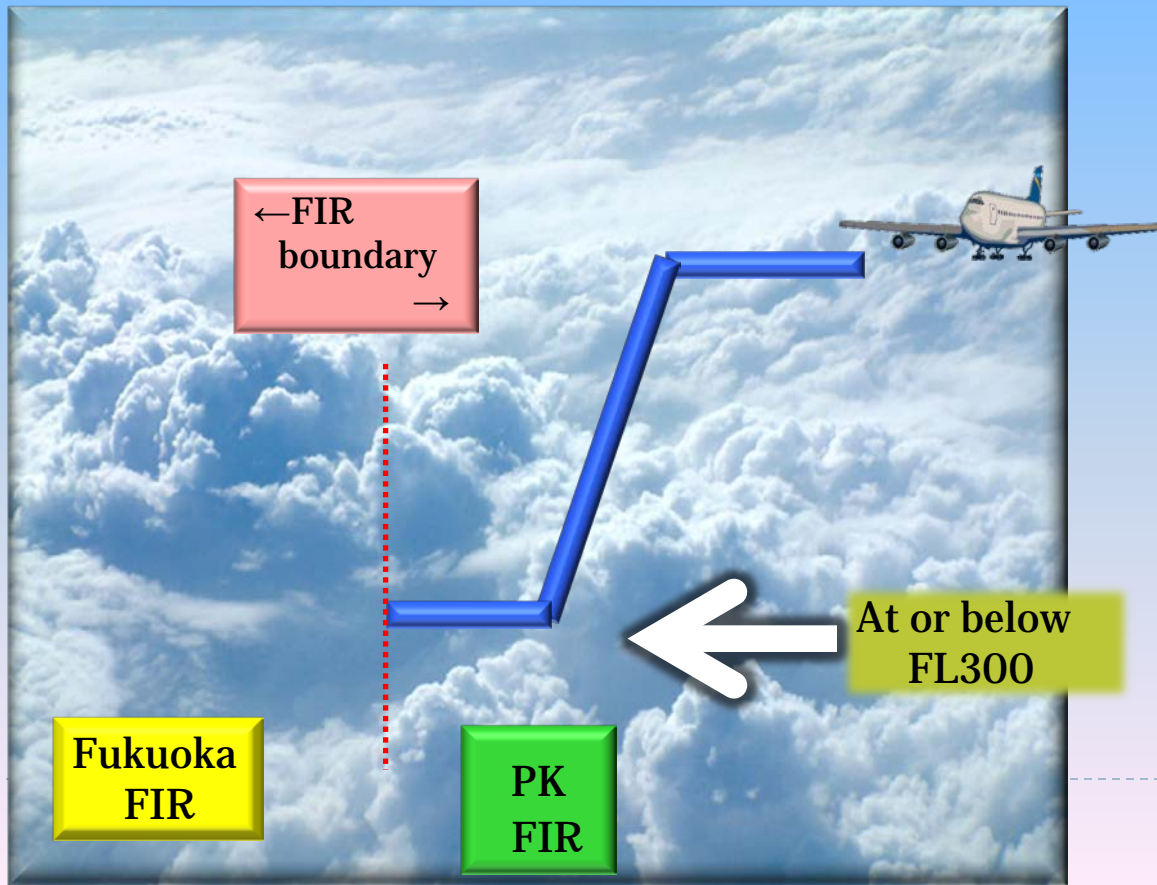 ←FIR
boundary
→
At or below
FL300
Fukuoka
FIR
PK
FIR